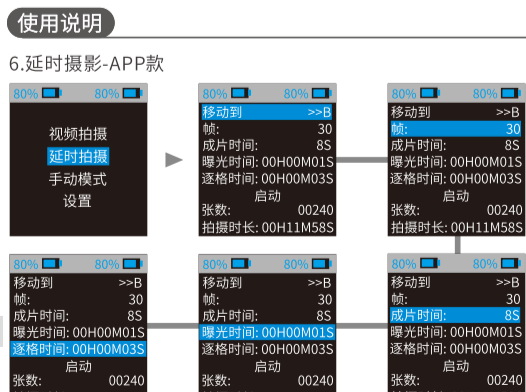 使用说明
6.延时摄影-APP款
80% 80%
视频拍摄
延时拍摄
手动模式
设置
80% 80%
移动到 >>B
帧: 30
成片时间: 8S
曝光时间: 00H00M01S
逐格时间: 00H00M03S
启动
张数: 00240
拍摄时长: 00H11M58S
80% 80%
移动到 >>B
帧: 30
成片时间: 8S
曝光时间: 00H00M01S
逐格时间: 00H00M03S
启动
张数: 00240
拍摄时长: 00H11M58S
80% 80%
移动到 >>B
帧: 30
成片时间: 8S
曝光时间: 00H00M01S
逐格时间: 00H00M03S
启动
张数: 00240
80% 80%
移动到 >>B
帧: 30
成片时间: 8S
曝光时间: 00H00M01S
逐格时间: 00H00M03S
启动
张数: 00240
80% 80%
移动到 >>B
帧: 30
成片时间: 8S
曝光时间: 00H00M01S
逐格时间: 00H00M03S
启动
张数: 00240